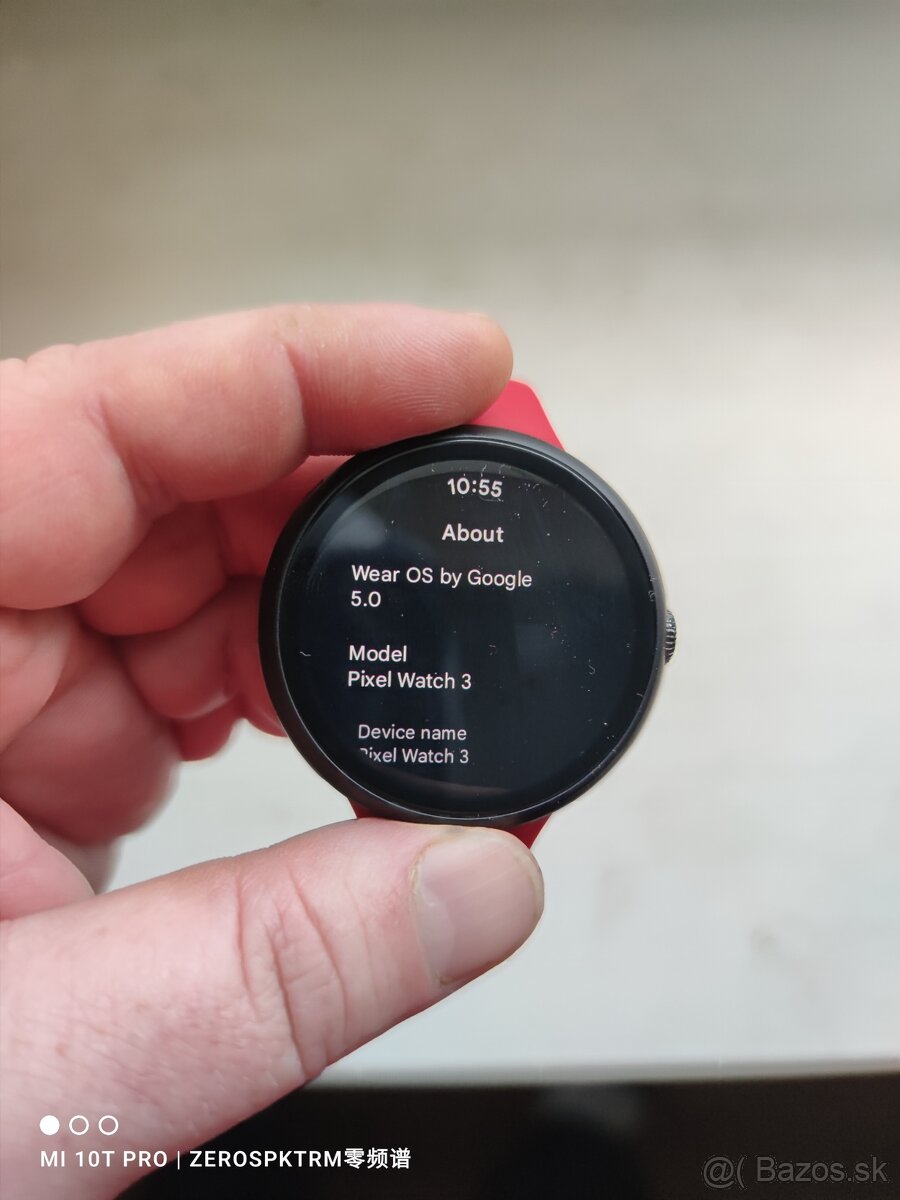 10:55
About
Wear OS by Google
5.0
Model
Pixel Watch 3
Device name
Pixel Watch 3
MI 10T PRO | ZEROSPKTRM零频谱
@( Bazos.sk